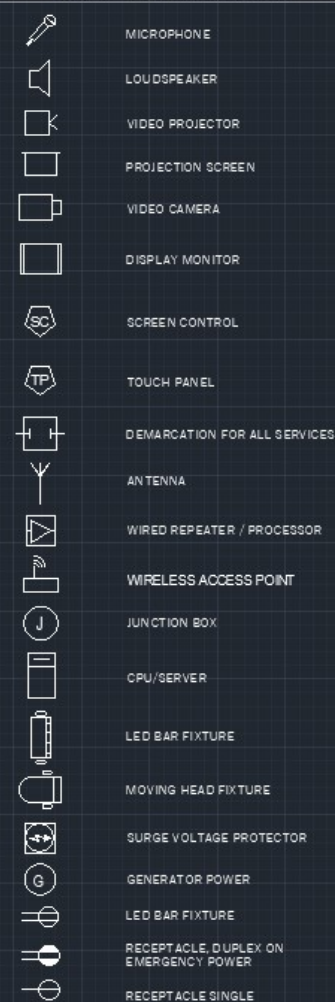 MICROPHONE
LOUDSPEAKER
VIDEO PROJECTOR
PROJECTION SCREEN
VIDEO CAMERA
DISPLAY MONITOR
SC SCREEN CONTROL
TP TOUCH PANEL
DEMARCATION FOR ALL SERVICES
ANTENNA
WIRED REPEATER / PROCESSOR
WIRELESS ACCESS POINT
J JUNCTION BOX
CPU/SERVER
LED BAR FIXTURE
MOVING HEAD FIXTURE
SURGE VOLTAGE PROTECTOR
G GENERATOR POWER
LED BAR FIXTURE
RECEPTACLE, DUPLEX ON
EMERGENCY POWER
RECEPTACLE SINGLE